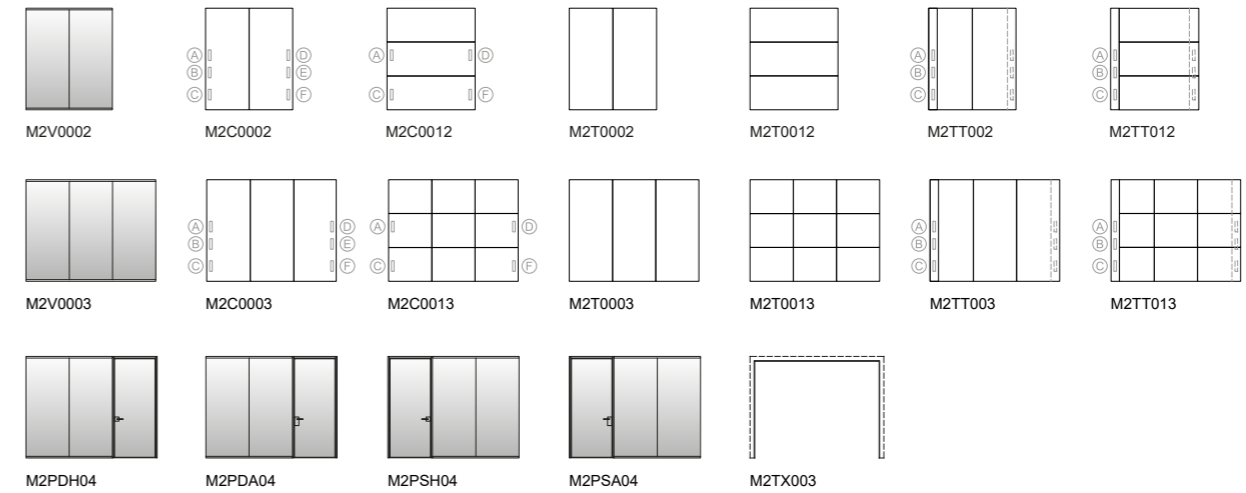 A D A D A A
B E B B
C F C F C C
M2V0002 M2C0002 M2C0012 M2T0002 M2T0012 M2TT002 M2TT012
A D A D A A
B E B B
C F C F C C
M2V0003 M2C0003 M2C0013 M2T0003 M2T0013 M2TT003 M2TT013
M2PDH04 M2PDA04 M2PSH04 M2PSA04 M2TX003